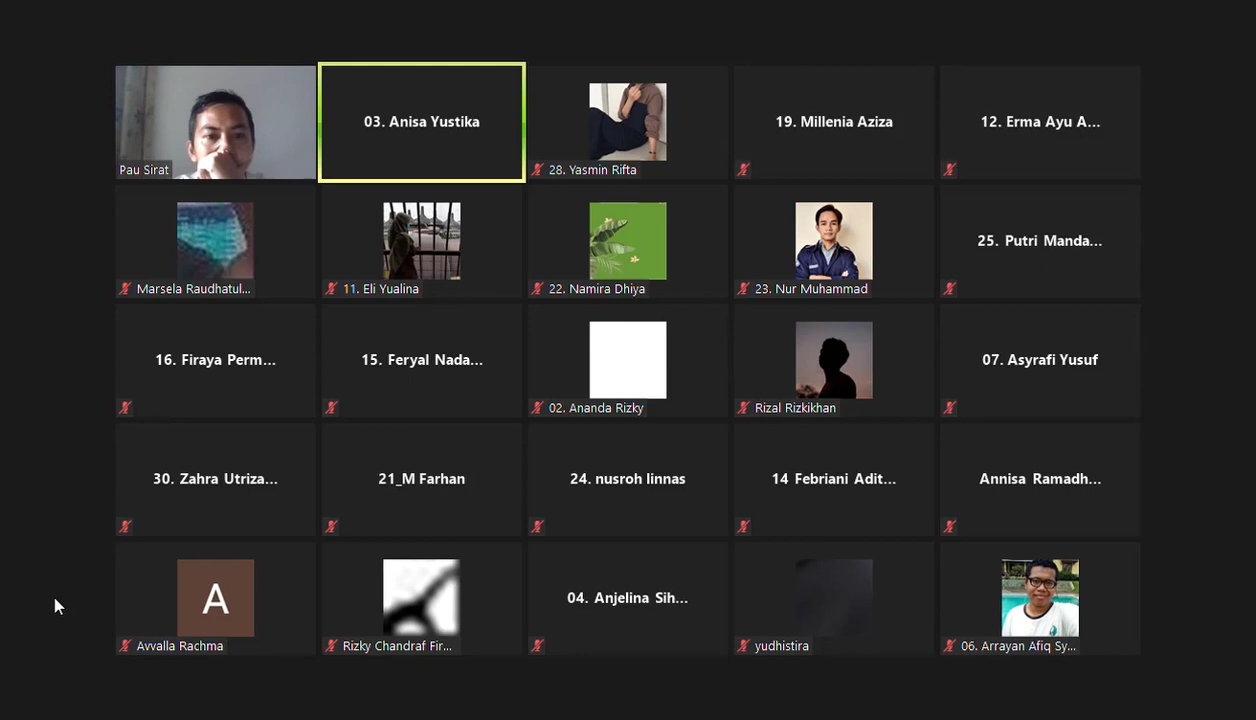 Pau Sirat
03. Anisa Yustika
28. Yasmin Rifta
19. Millenia Aziza
12. Erma Ayu A...
Marsela Raudhatul...
11. Eli Yualina
22. Namira Dhiya
23. Nur Muhammad
25. Putri Manda...
16. Firaya Perm...
15. Feryal Nada...
02. Ananda Rizky
Rizal Rizkikhan
07. Asyrafi Yusuf
30. Zahra Utriza...
21_M Farhan
24. nusroh linnas
14 Febriani Adit...
Annisa Ramadh...
A
Avvalla Rachma
Rizky Chandraf Fir...
04. Anjelina Sih...
yudhistira
06. Arrayan Afiq Sy...